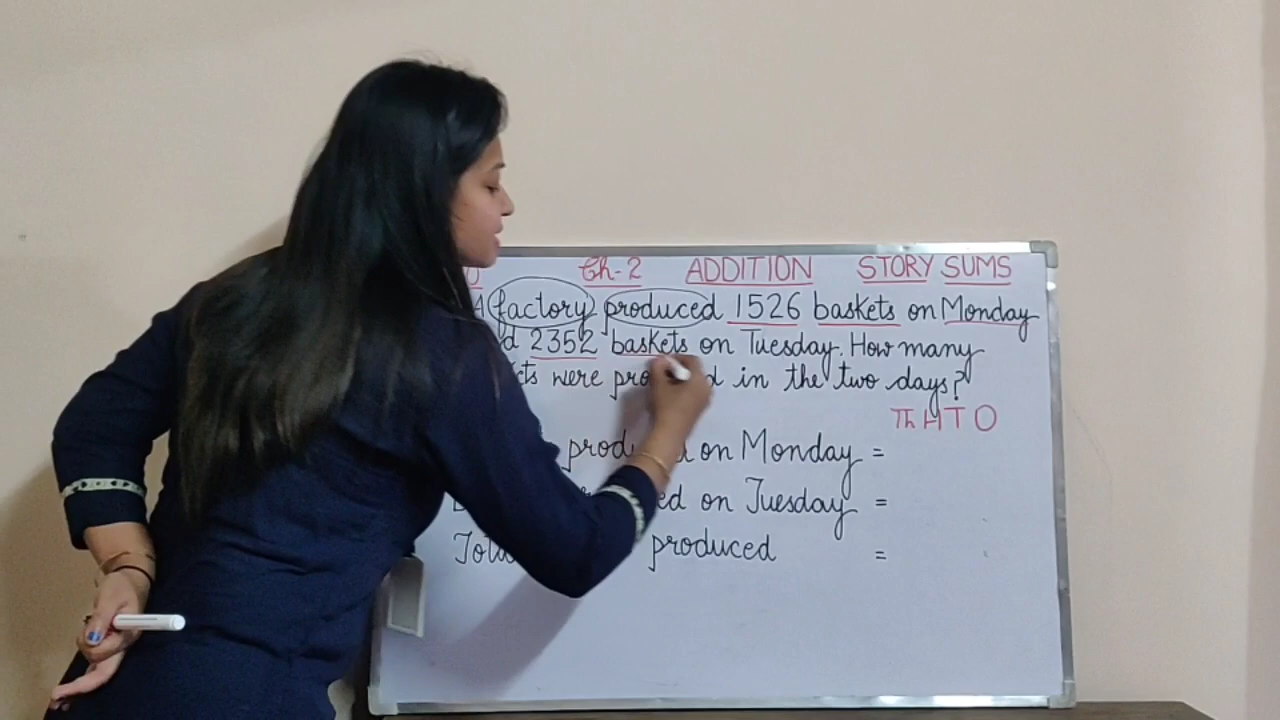 Ch-2 ADDITION STORY SUMS
A factory produced 1526 baskets on Monday
2352 baskets on Tuesday. How many
were in the two days?
Th H T O
on Monday =
on Tuesday =
produced =